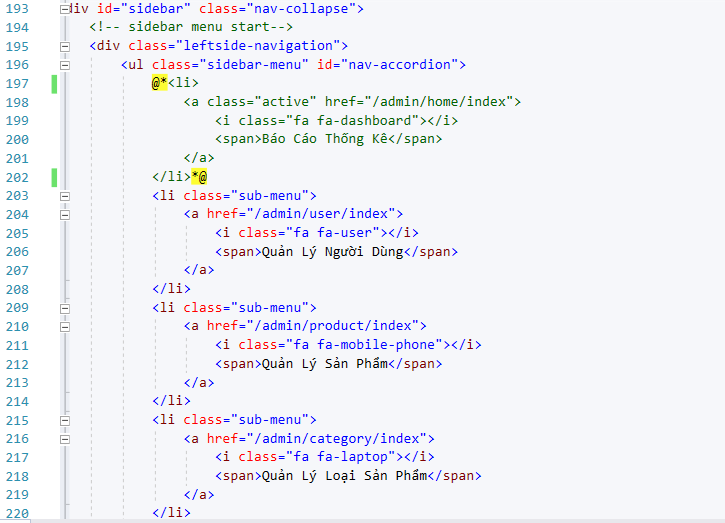 193 div id="sidebar" class="nav-collapse">
194 <!-- sidebar menu start-->
195 <div class="leftside-navigation">
196 <ul class="sidebar-menu" id="nav-accordion">
197 @*<li>
198 <a class="active" href="/admin/home/index">
199 <i class="fa fa-dashboard"></i>
200 <span>Báo Cáo Thống Kê</span>
201 </a>
202 </li>*@
203 <li class="sub-menu">
204 <a href="/admin/user/index">
205 <i class="fa fa-user"></i>
206 <span>Quản Lý Người Dùng</span>
207 </a>
208 </li>
209 <li class="sub-menu">
210 <a href="/admin/product/index">
211 <i class="fa fa-mobile-phone"></i>
212 <span>Quản Lý Sản Phẩm</span>
213 </a>
214 </li>
215 <li class="sub-menu">
216 <a href="/admin/category/index">
217 <i class="fa fa-laptop"></i>
218 <span>Quản Lý Loại Sản Phẩm</span>
219 </a>
220 </li>